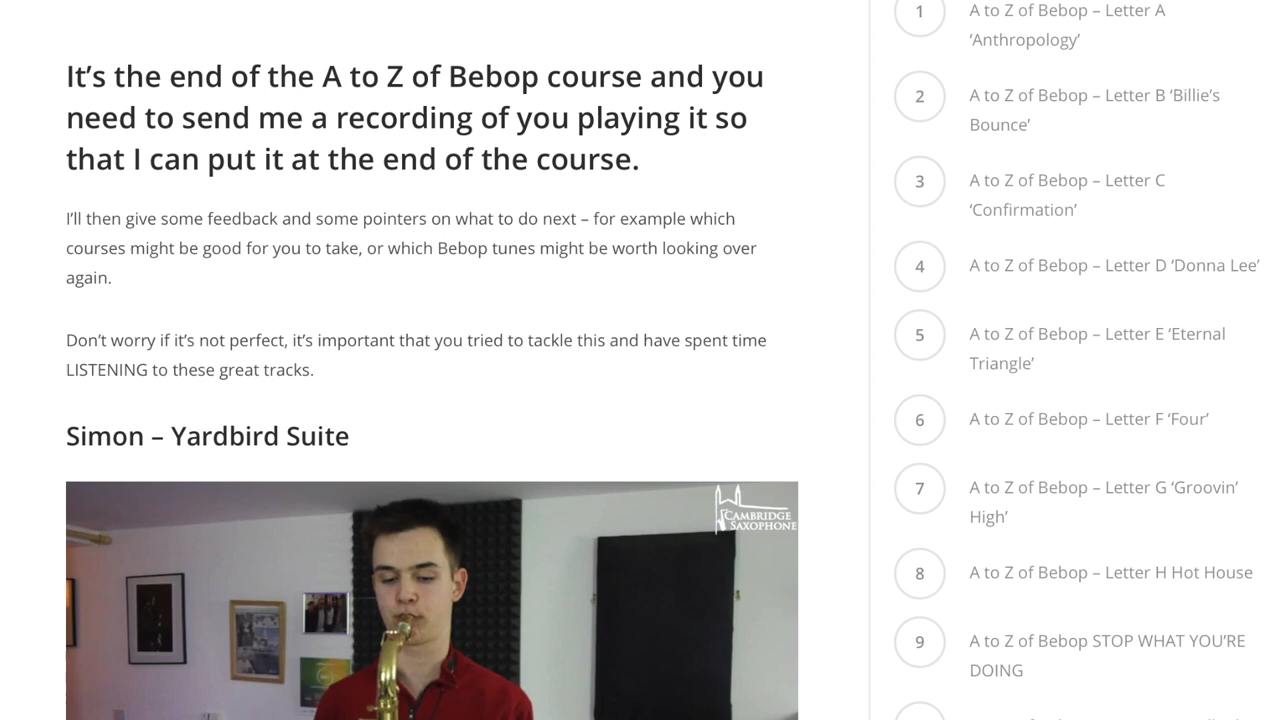 It’s the end of the A to Z of Bebop course and you
need to send me a recording of you playing it so
that I can put it at the end of the course.
I’ll then give some feedback and some pointers on what to do next – for example which
courses might be good for you to take, or which Bebop tunes might be worth looking over
again.
Don’t worry if it’s not perfect, it’s important that you tried to tackle this and have spent time
LISTENING to these great tracks.
Simon – Yardbird Suite
CAMBRIDGE
SAXOPHONE
1 A to Z of Bebop – Letter A
‘Anthropology’
2 A to Z of Bebop – Letter B ‘Billie’s
Bounce’
3 A to Z of Bebop – Letter C
‘Confirmation’
4 A to Z of Bebop – Letter D ‘Donna Lee’
5 A to Z of Bebop – Letter E ‘Eternal
Triangle’
6 A to Z of Bebop – Letter F ‘Four’
7 A to Z of Bebop – Letter G ‘Groovin’
High’
8 A to Z of Bebop – Letter H Hot House
9 A to Z of Bebop STOP WHAT YOU’RE
DOING